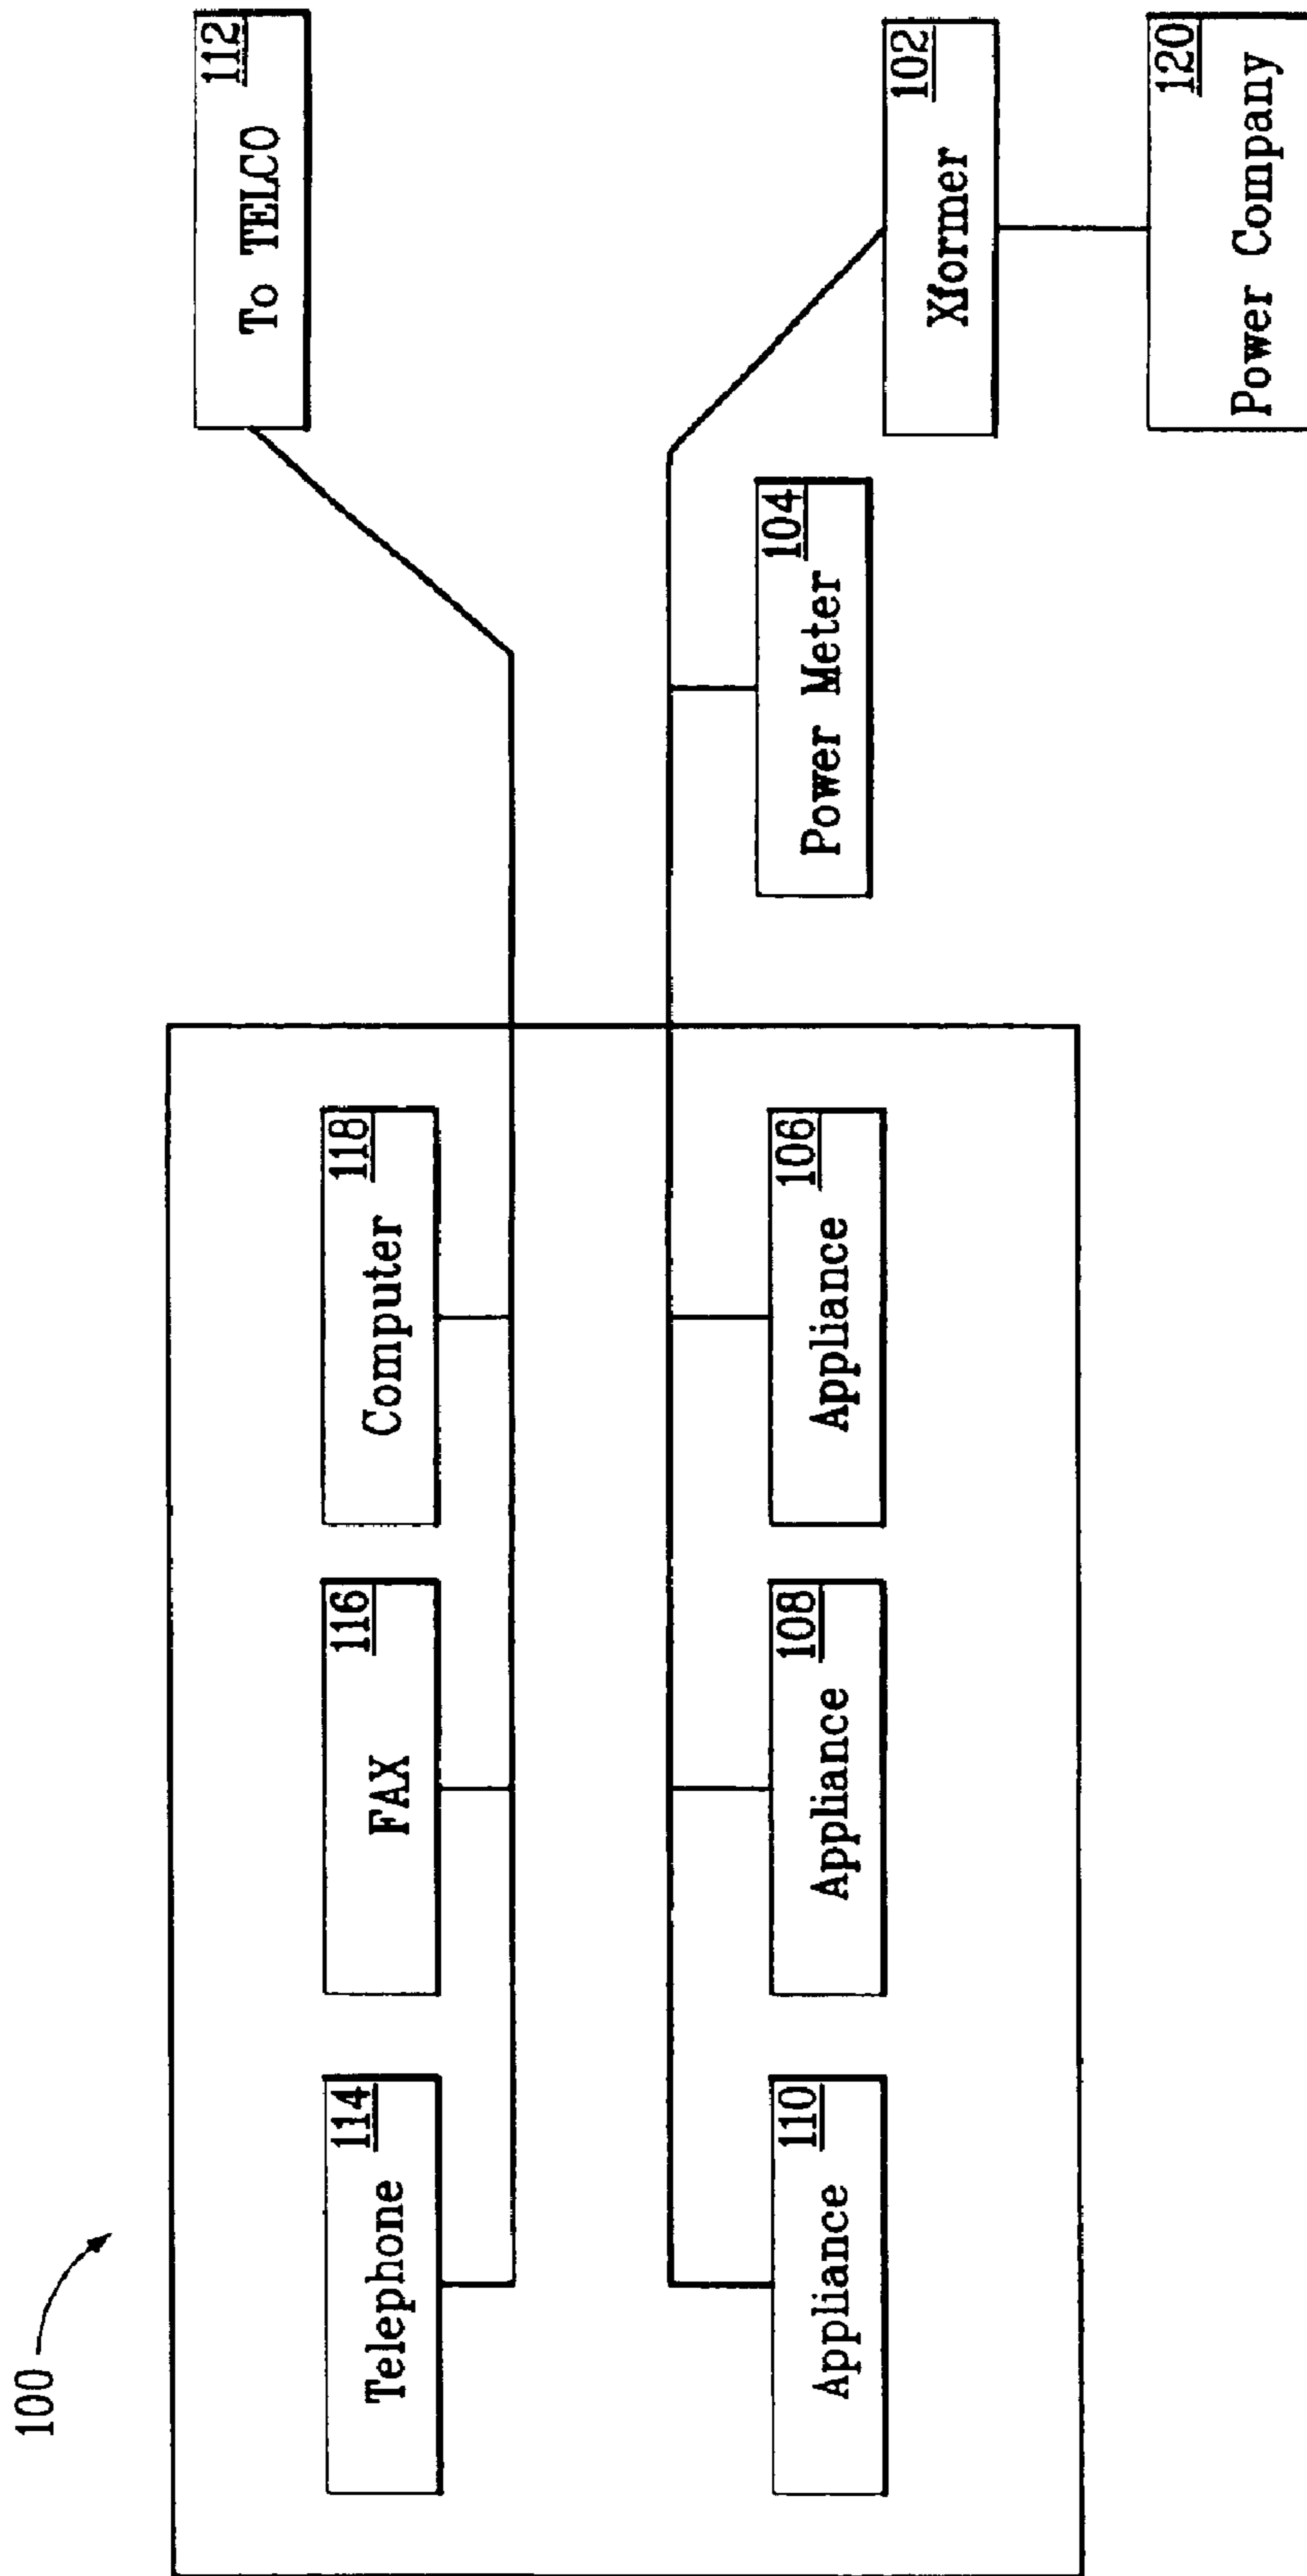 100
Telephone 114
FAX 116
Computer 118
To TELCO 112
Appliance 110
Appliance 108
Appliance 106
Power Meter 104
Xformer 102
Power Company 120